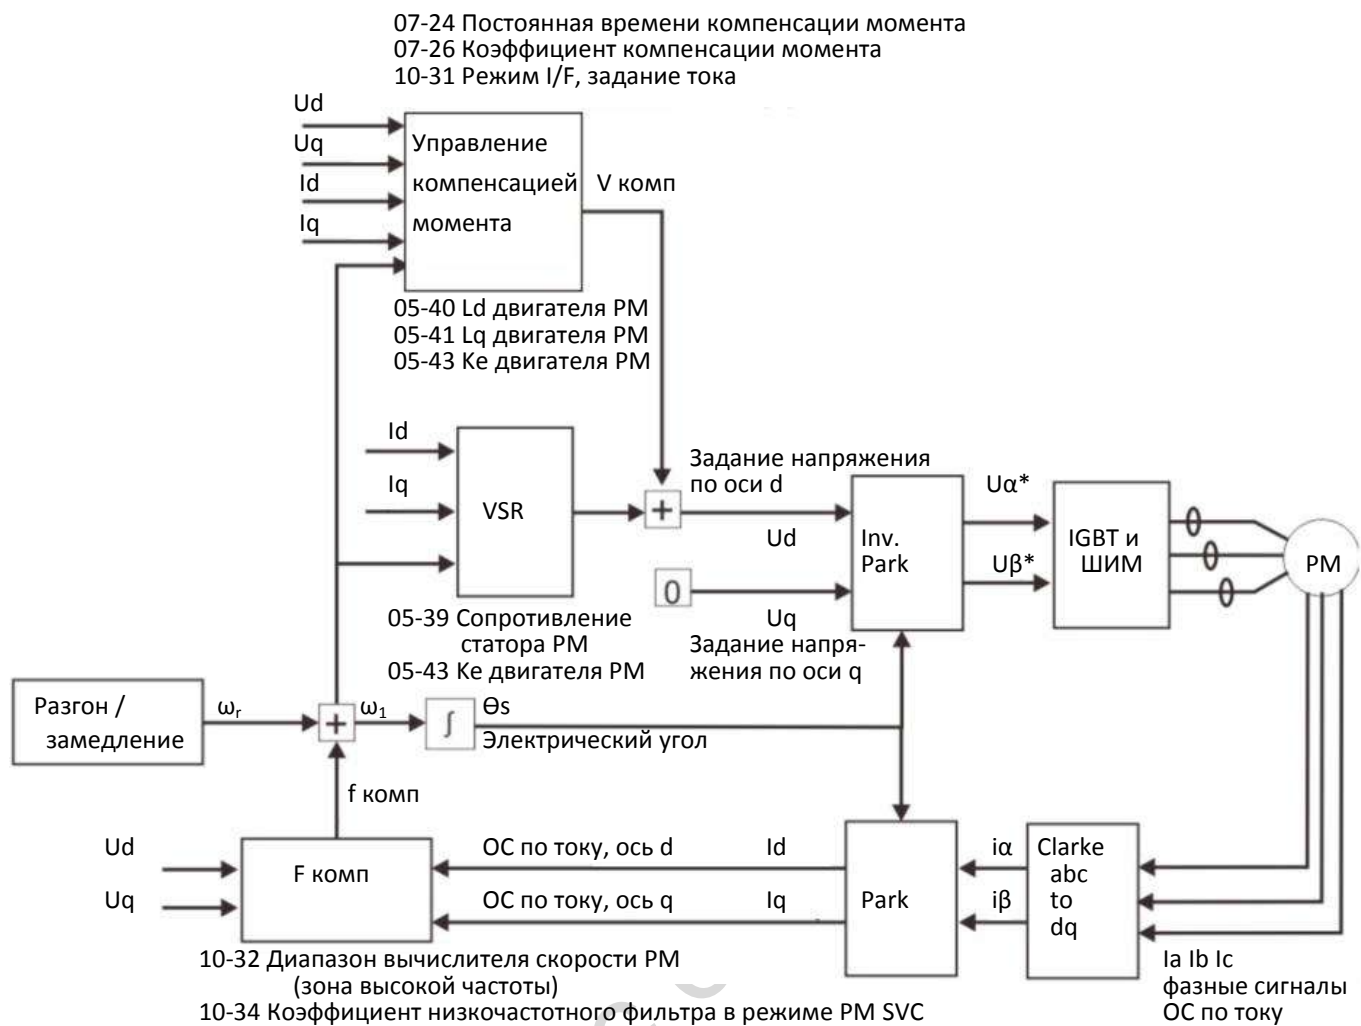 07-24 Постоянная времени компенсации момента
07-26 Коэффициент компенсации момента
10-31 Режим I/F, задание тока
Ud
Uq
Id
Iq
Управление
компенсацией
момента
V комп
05-40 Ld двигателя PM
05-41 Lq двигателя PM
05-43 Ke двигателя PM
Id
Iq
VSR
+
Задание напряжения
по оси d
Ud
0
Uq
Задание напря-
жения по оси q
Inv.
Park
Uα*
Uβ*
IGBT и
ШИМ
PM
05-39 Сопротивление
статора PM
05-43 Ke двигателя PM
Разгон /
замедление
ωr
+
ω1
∫
Θs
Электрический угол
f комп
Ud
Uq
F комп
ОС по току, ось d
Id
ОС по току, ось q
Iq
Park
iα
iβ
Clarke
abc
to
dq
Ia Ib Ic
фазные сигналы
ОС по току
10-32 Диапазон вычислителя скорости PM
(зона высокой частоты)
10-34 Коэффициент низкочастотного фильтра в режиме PM SVC